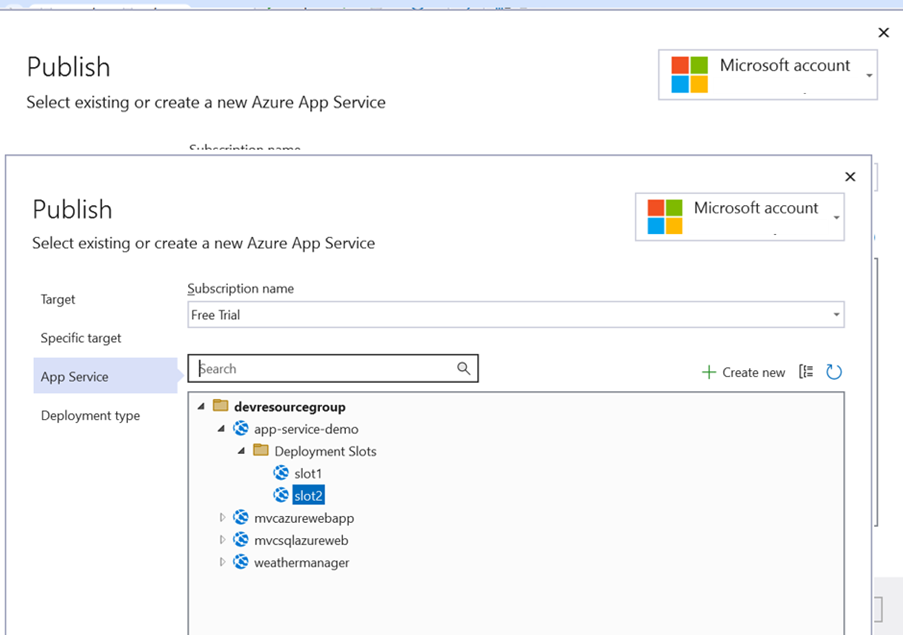 Publish
Microsoft account
Select existing or create a new Azure App Service
Subscription name
Publish
Microsoft account
Select existing or create a new Azure App Service
Target
Subscription name
Free Trial
Specific target
App Service
Search
Create new
Deployment type
devresourcegroup
app-service-demo
Deployment Slots
slot1
slot2
mvcazurewebapp
mvcsqlazureweb
weathermanager